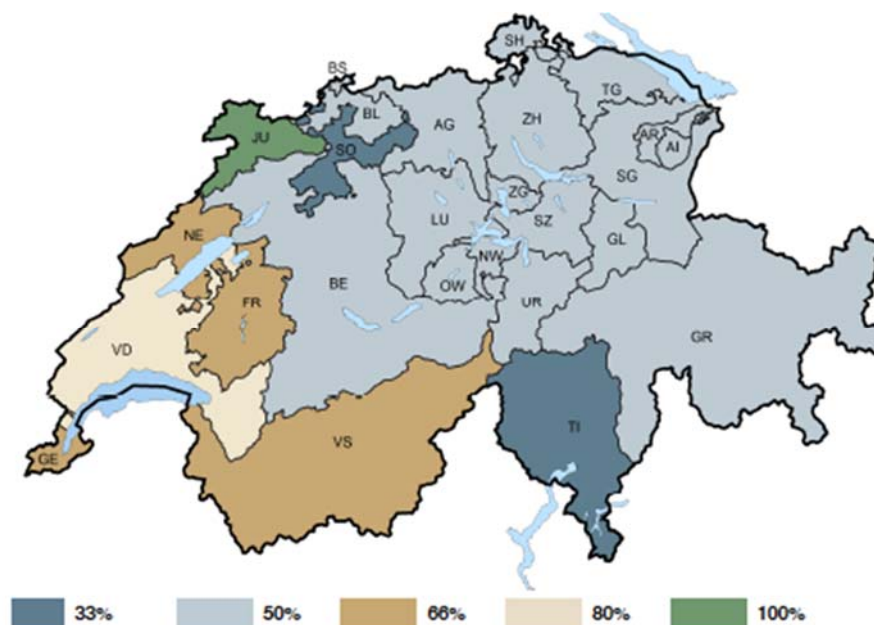 SH
BS
TG
BL
AG
ZH
JU
SO
AR
AI
SG
ZG
LU
SZ
NE
GL
NW
BE
OW
FR
UR
GR
VD
TI
VS
GE
33% 50% 66% 80% 100%